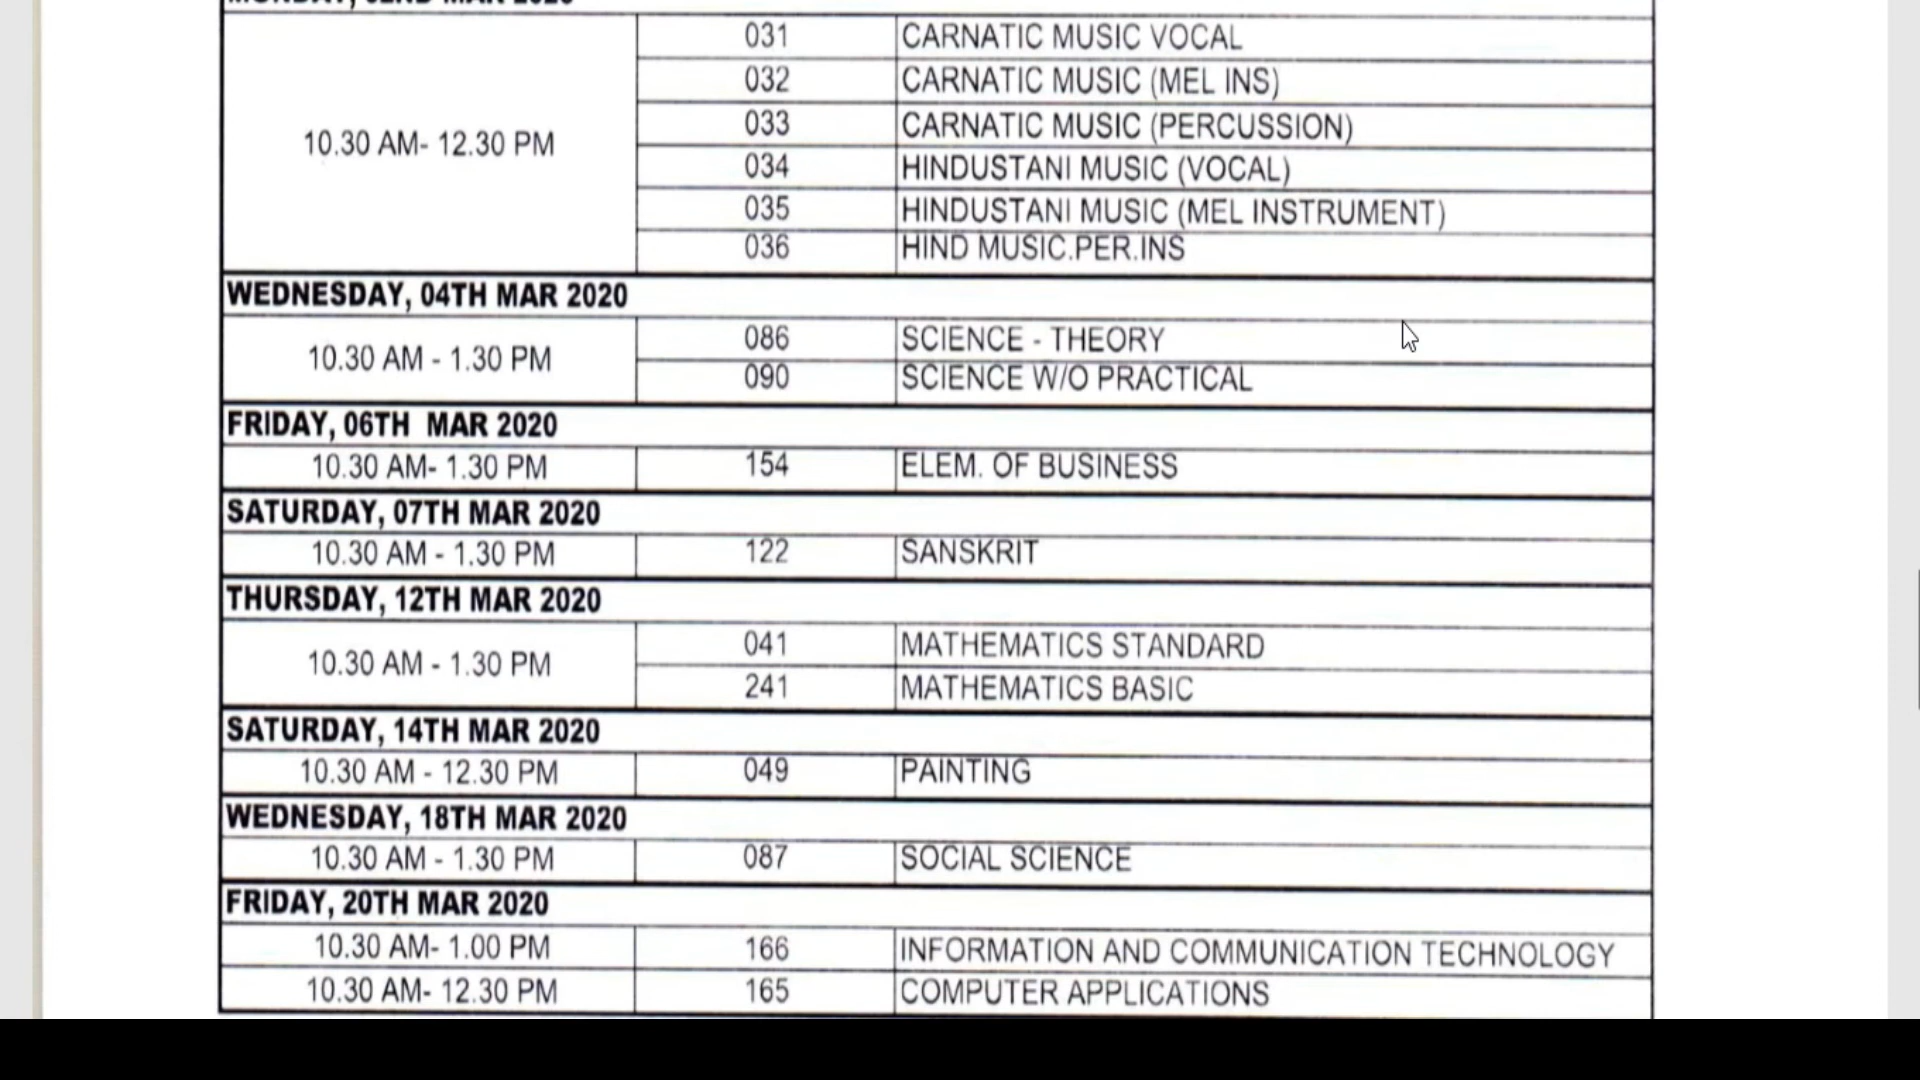 MONDAY, 02ND MAR 2020
10.30 AM- 12.30 PM
031 CARNATIC MUSIC VOCAL
032 CARNATIC MUSIC (MEL INS)
033 CARNATIC MUSIC (PERCUSSION)
034 HINDUSTANI MUSIC (VOCAL)
035 HINDUSTANI MUSIC (MEL INSTRUMENT)
036 HIND MUSIC.PER.INS
WEDNESDAY, 04TH MAR 2020
10.30 AM - 1.30 PM
086 SCIENCE - THEORY
090 SCIENCE W/O PRACTICAL
FRIDAY, 06TH MAR 2020
10.30 AM- 1.30 PM 154 ELEM. OF BUSINESS
SATURDAY, 07TH MAR 2020
10.30 AM - 1.30 PM 122 SANSKRIT
THURSDAY, 12TH MAR 2020
10.30 AM - 1.30 PM
041 MATHEMATICS STANDARD
241 MATHEMATICS BASIC
SATURDAY, 14TH MAR 2020
10.30 AM - 12.30 PM 049 PAINTING
WEDNESDAY, 18TH MAR 2020
10.30 AM - 1.30 PM 087 SOCIAL SCIENCE
FRIDAY, 20TH MAR 2020
10.30 AM- 1.00 PM 166 INFORMATION AND COMMUNICATION TECHNOLOGY
10.30 AM- 12.30 PM 165 COMPUTER APPLICATIONS